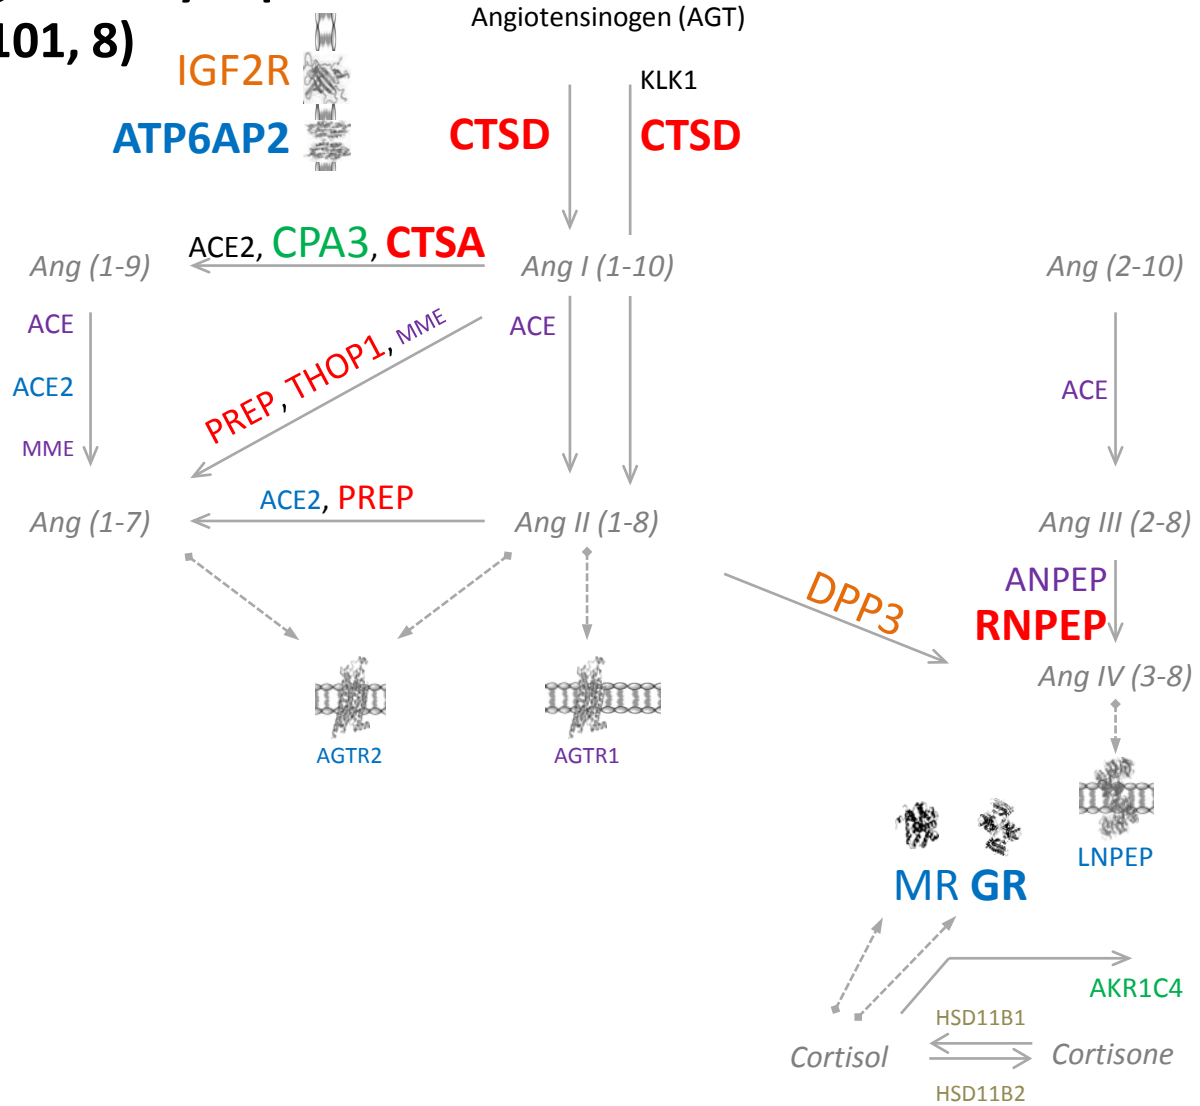 101, 8)
Angiotensinogen (AGT)
IGF2R
ATP6AP2
KLK1
CTSD
CTSD
ACE2, CPA3, CTSA
Ang (1-9)
Ang I (1-10)
Ang (2-10)
ACE
ACE2
MME
PREP, THOP1, MME
ACE
ACE
ACE2, PREP
Ang (1-7)
Ang II (1-8)
Ang III (2-8)
DPP3
ANPEP
RNPEP
Ang IV (3-8)
AGTR2
AGTR1
LNPEP
MR GR
AKR1C4
HSD11B1
Cortisol
Cortisone
HSD11B2